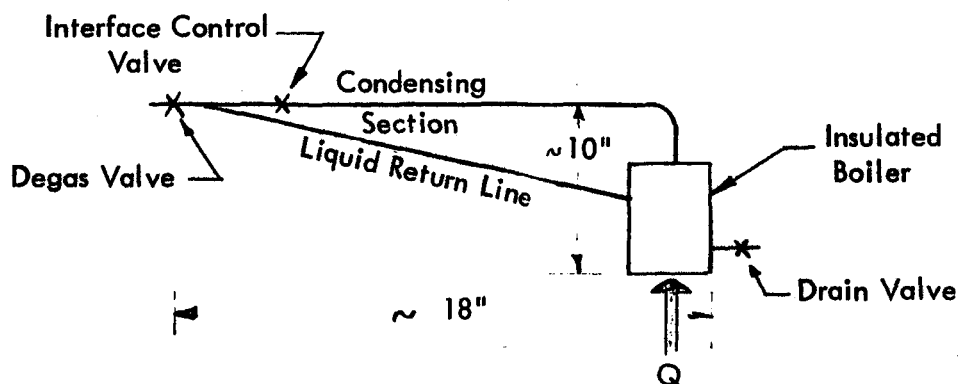 Interface Control
Valve
Condensing
Section
Liquid Return Line
Degas Valve
~10"
Insulated
Boiler
Drain Valve
~ 18"
Q